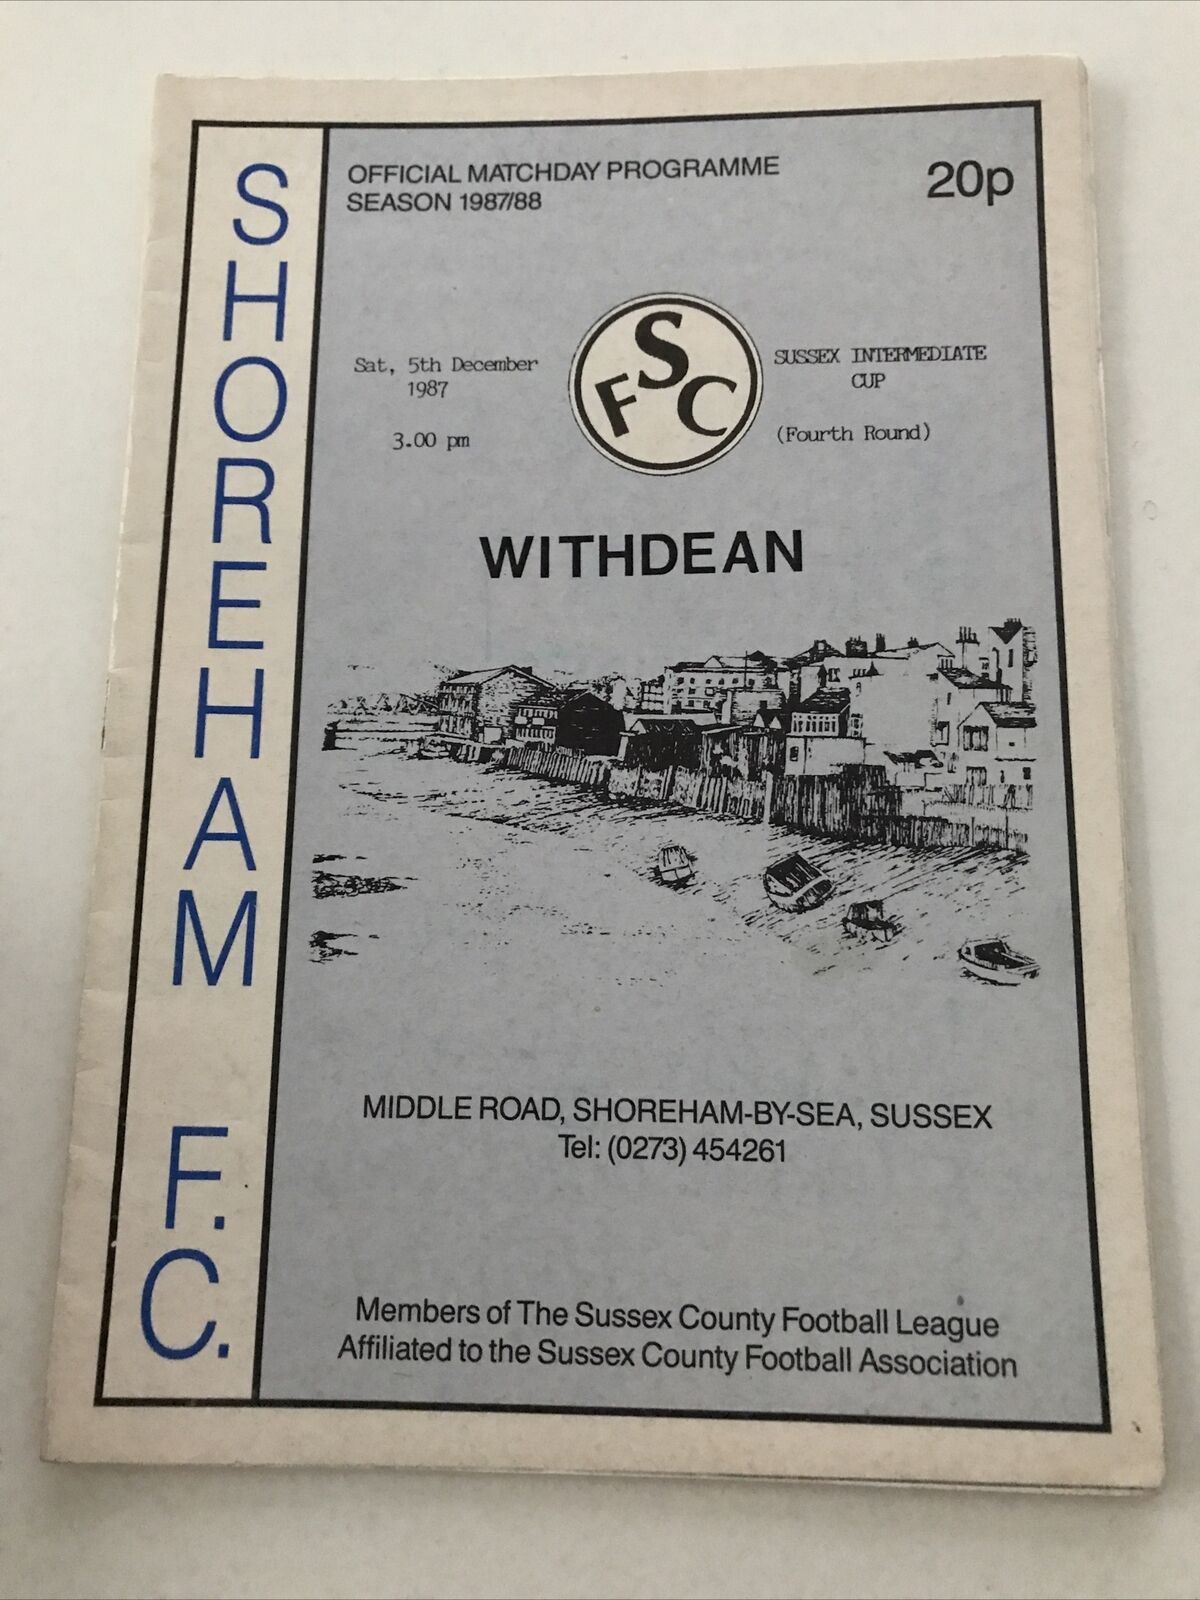 SHOREHAM F.C.
OFFICIAL MATCHDAY PROGRAMME
SEASON 1987/88
20p
Sat, 5th December
1987
3.00 pm
SFC
SUSSEX INTERMEDIATE
CUP
(Fourth Round)
WITHDEAN
MIDDLE ROAD, SHOREHAM-BY-SEA, SUSSEX
Tel: (0273) 454261
Members of The Sussex County Football League
Affiliated to the Sussex County Football Association